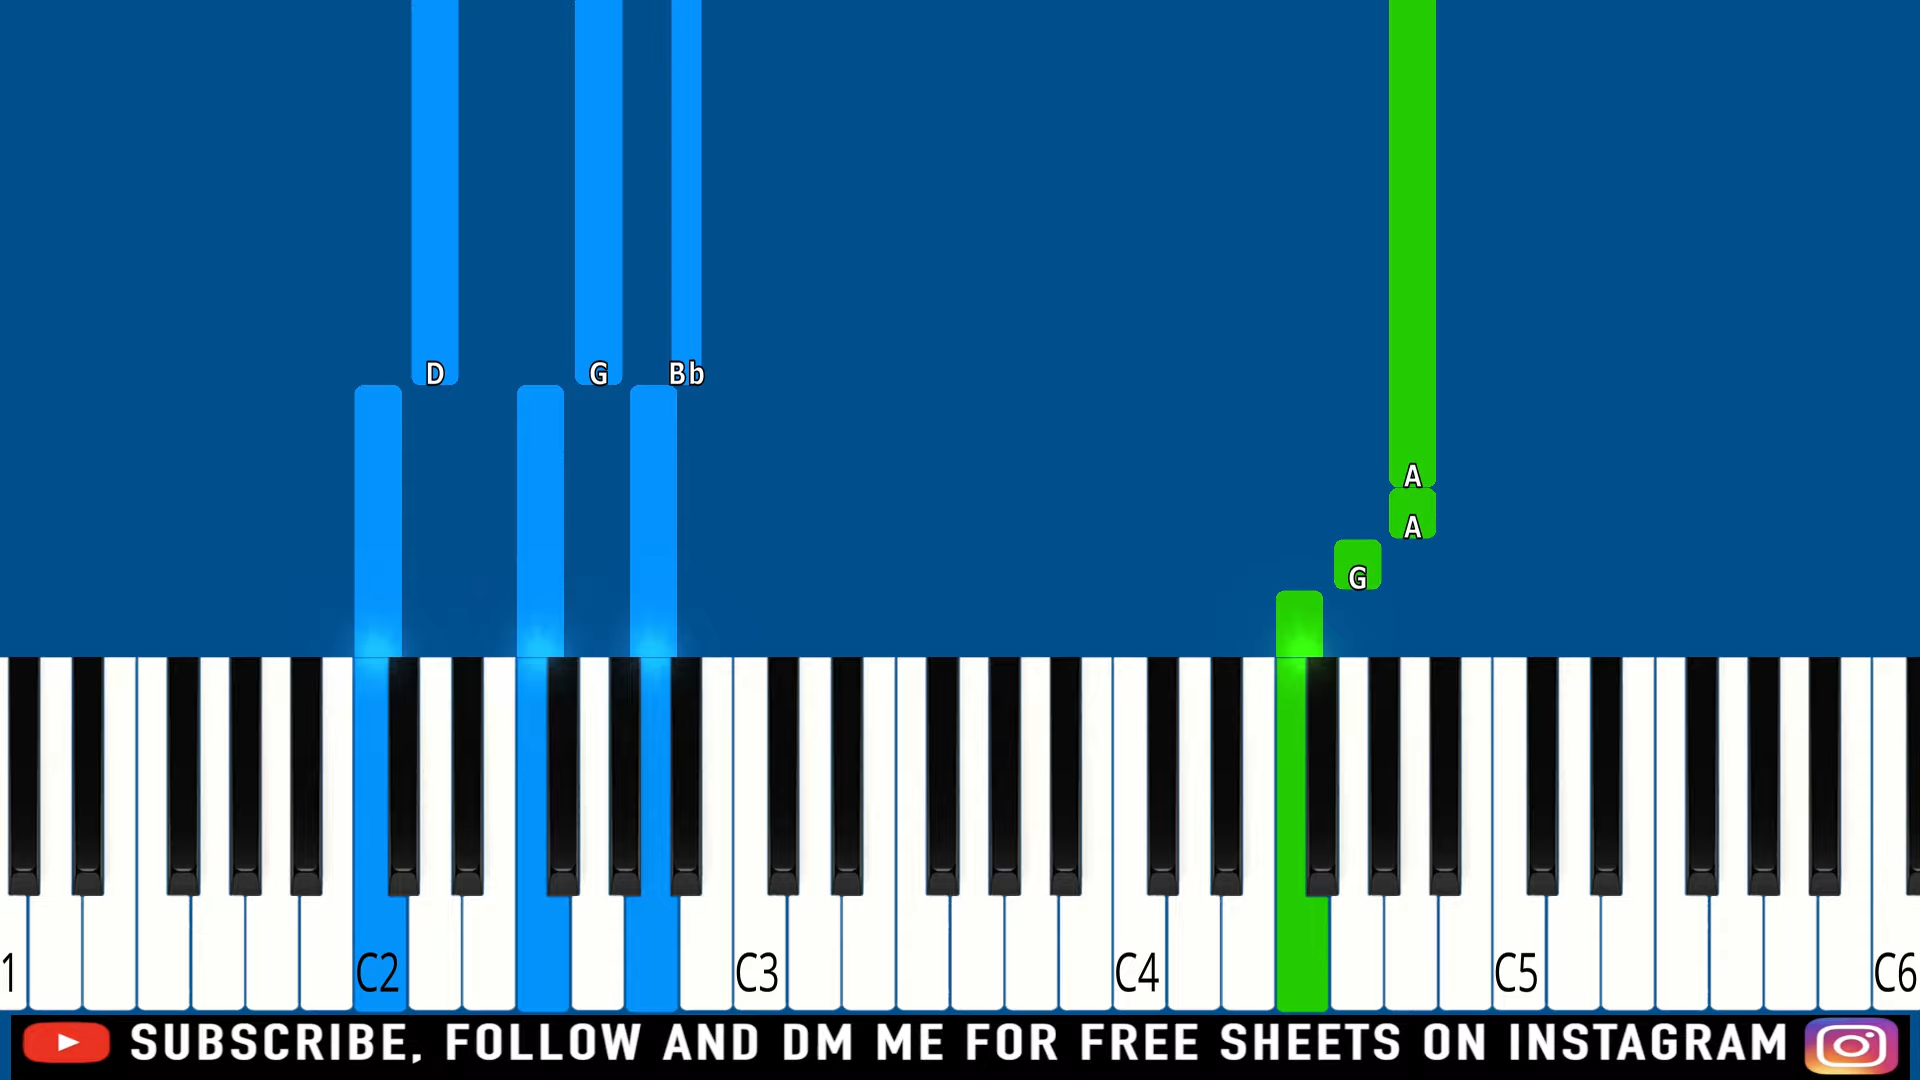 D G Bb
A
A
G
1 C2 C3 C4 C5 C6
SUBSCRIBE, FOLLOW AND DM ME FOR FREE SHEETS ON INSTAGRAM